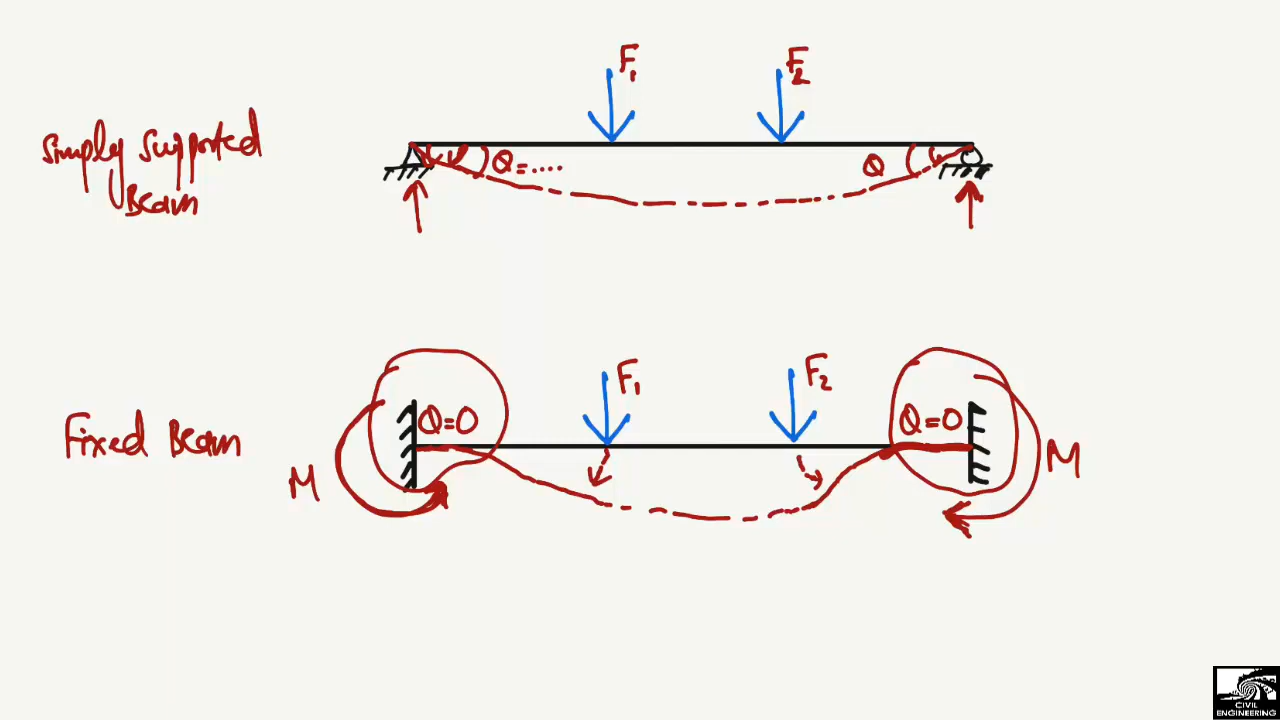 F1
F2
Simply Supported
Beam
Q=....
Q
F1
F2
Q=0
Q=0
Fixed Beam
M
M
CIVIL
ENGINEERING